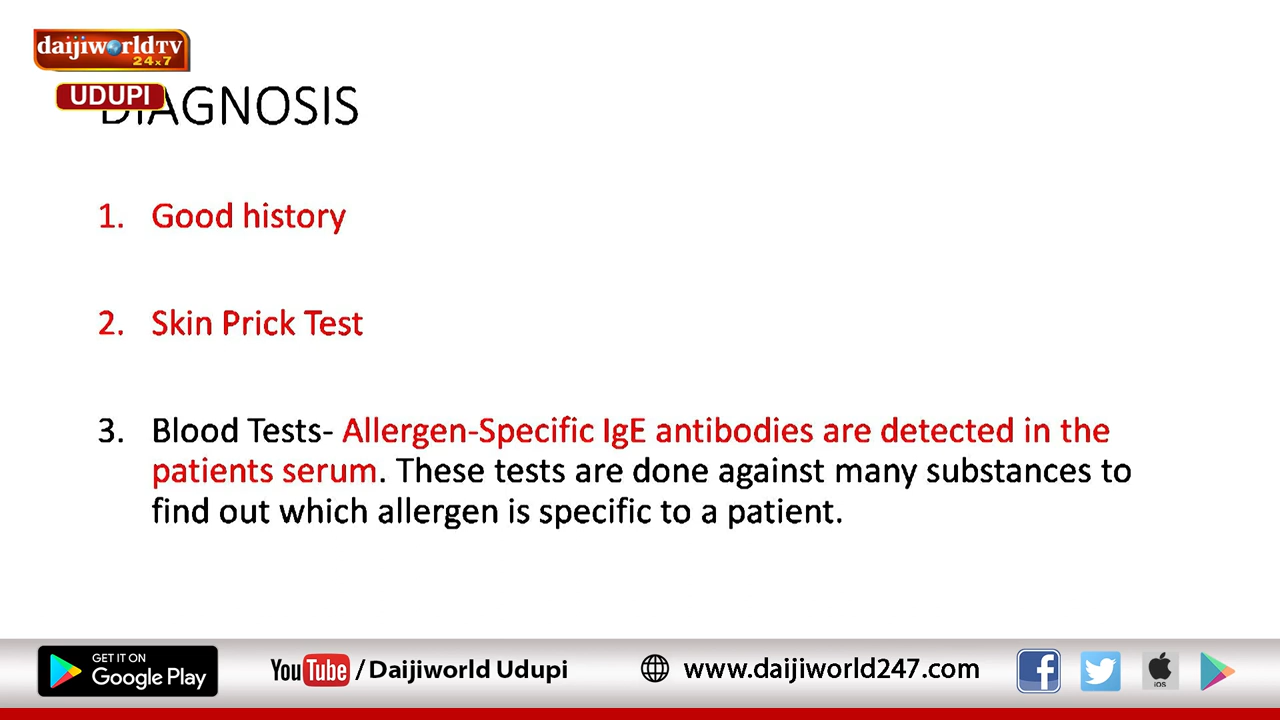 daijiworldTV
24x7
UDUPI
DIAGNOSIS
1. Good history
2. Skin Prick Test
3. Blood Tests- Allergen-Specific IgE antibodies are detected in the
patients serum. These tests are done against many substances to
find out which allergen is specific to a patient.
GET IT ON
Google Play
YouTube / Daijiworld Udupi
www.daijiworld247.com
f
iOS